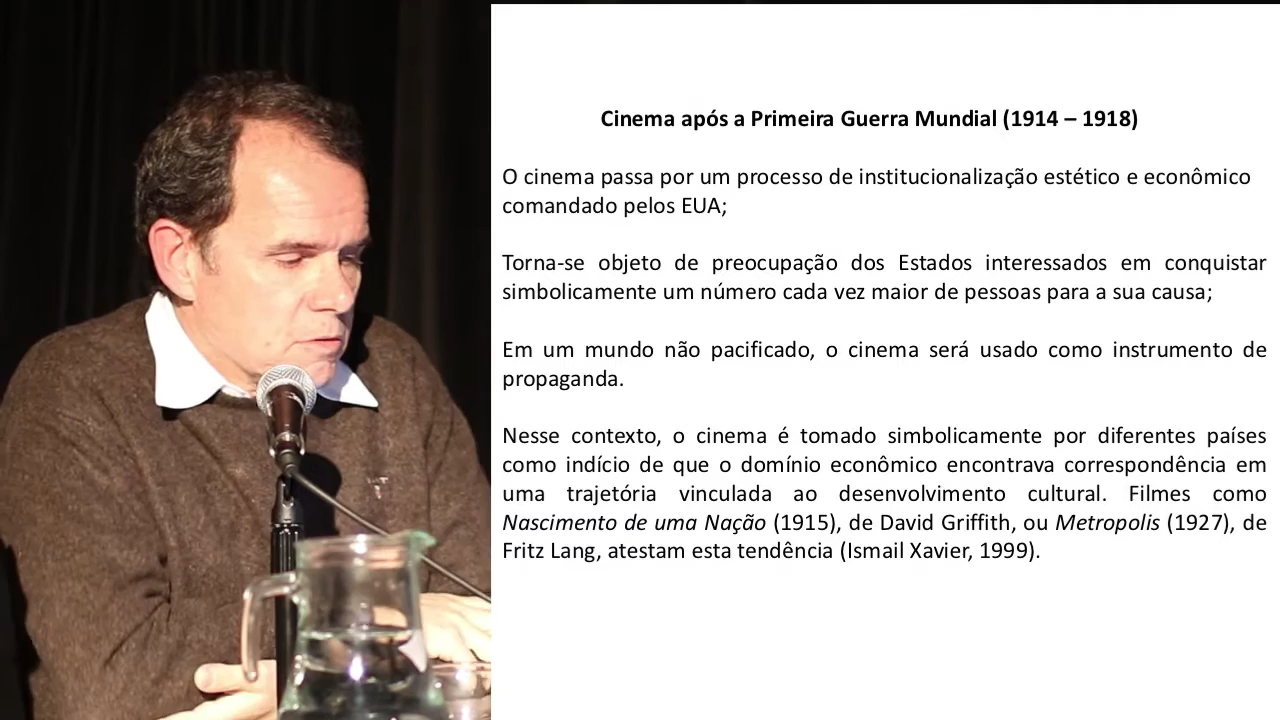 Cinema após a Primeira Guerra Mundial (1914 – 1918)
O cinema passa por um processo de institucionalização estético e econômico
comandado pelos EUA;
Torna-se objeto de preocupação dos Estados interessados em conquistar
simbolicamente um número cada vez maior de pessoas para a sua causa;
Em um mundo não pacificado, o cinema será usado como instrumento de
propaganda.
Nesse contexto, o cinema é tomado simbolicamente por diferentes países
como indício de que o domínio econômico encontrava correspondência em
uma trajetória vinculada ao desenvolvimento cultural. Filmes como
Nascimento de uma Nação (1915), de David Griffith, ou Metropolis (1927), de
Fritz Lang, atestam esta tendência (Ismail Xavier, 1999).